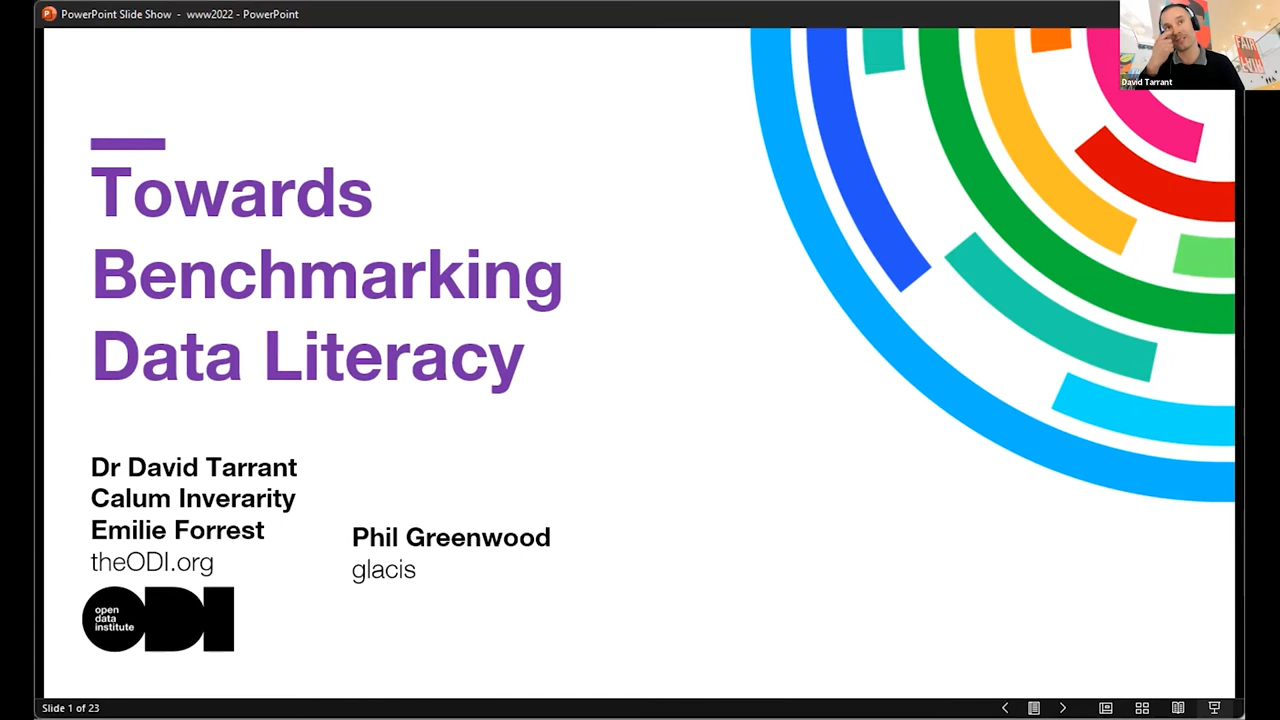 PowerPoint Slide Show - www2022 - PowerPoint
David Tarrant
Towards
Benchmarking
Data Literacy
Dr David Tarrant
Calum Inverarity
Emilie Forrest
theODI.org
Phil Greenwood
glacis
open
data
institute
ODI
Slide 1 of 23